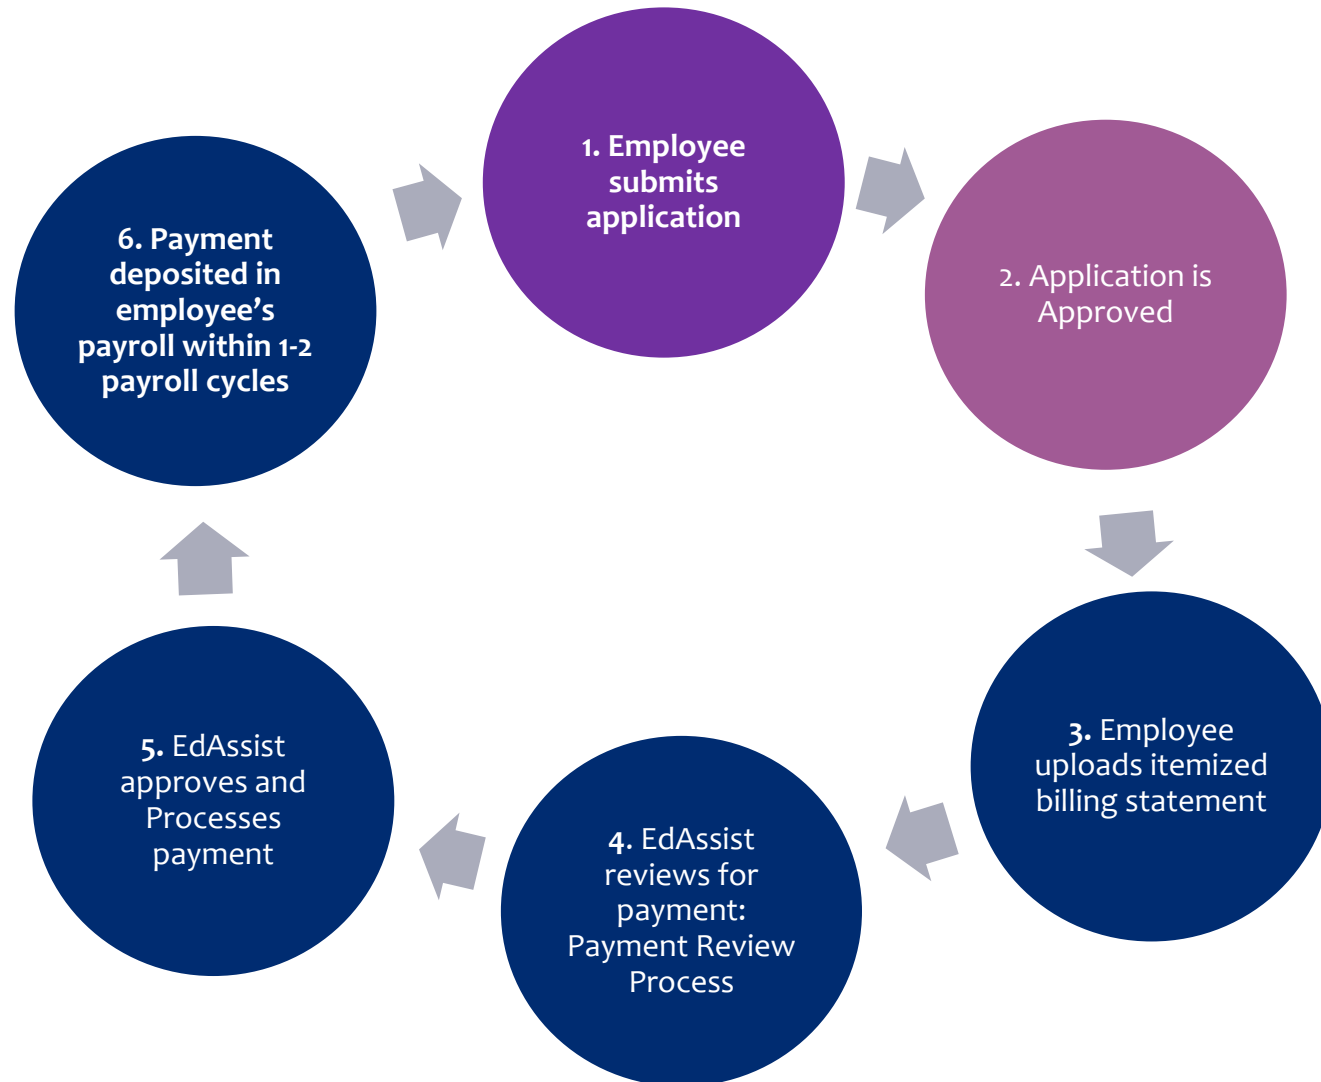 1. Employee
submits
application
2. Application is
Approved
3. Employee
uploads itemized
billing statement
4. EdAssist
reviews for
payment:
Payment Review
Process
5. EdAssist
approves and
Processes
payment
6. Payment
deposited in
employee’s
payroll within 1-2
payroll cycles